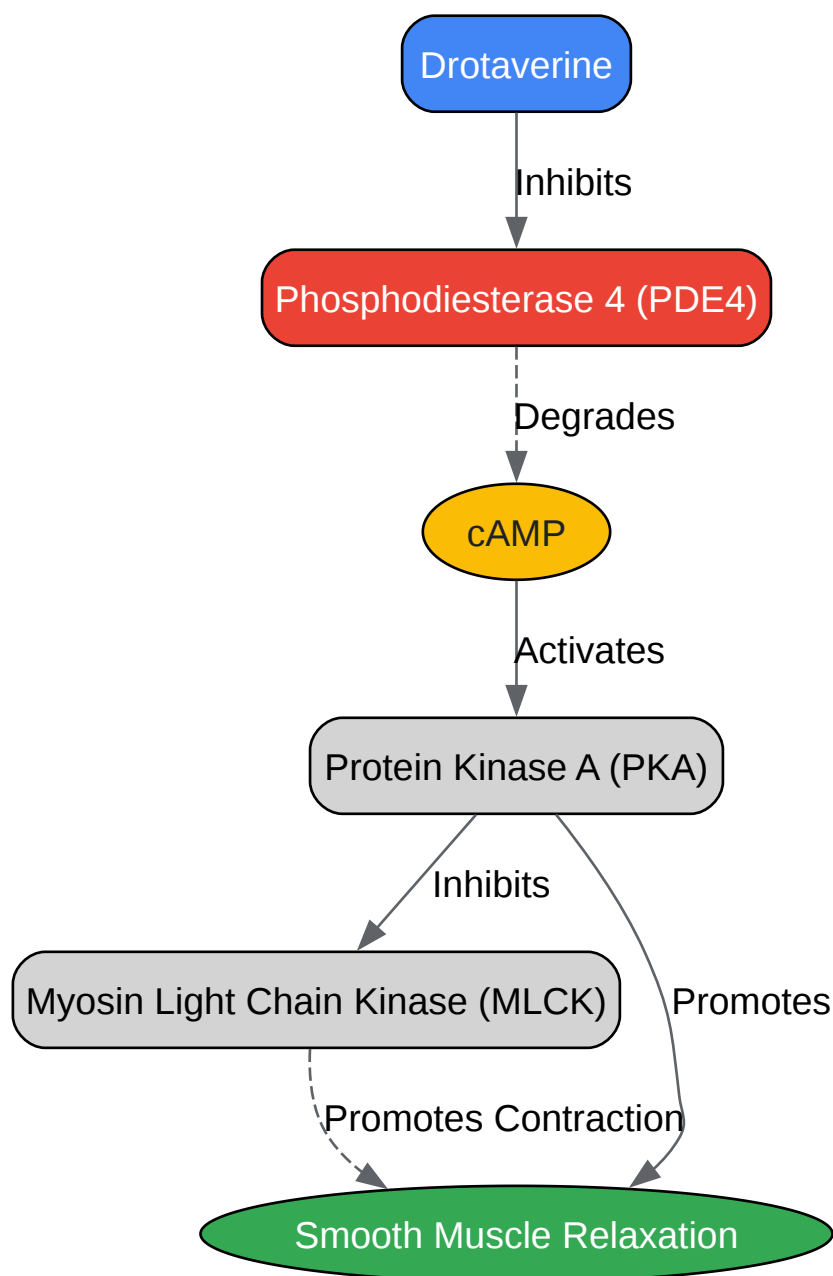 Drotaverine
Inhibits
Phosphodiesterase 4 (PDE4)
Degrades
cAMP
Activates
Protein Kinase A (PKA)
Inhibits
Myosin Light Chain Kinase (MLCK)
Promotes
Promotes Contraction
Smooth Muscle Relaxation